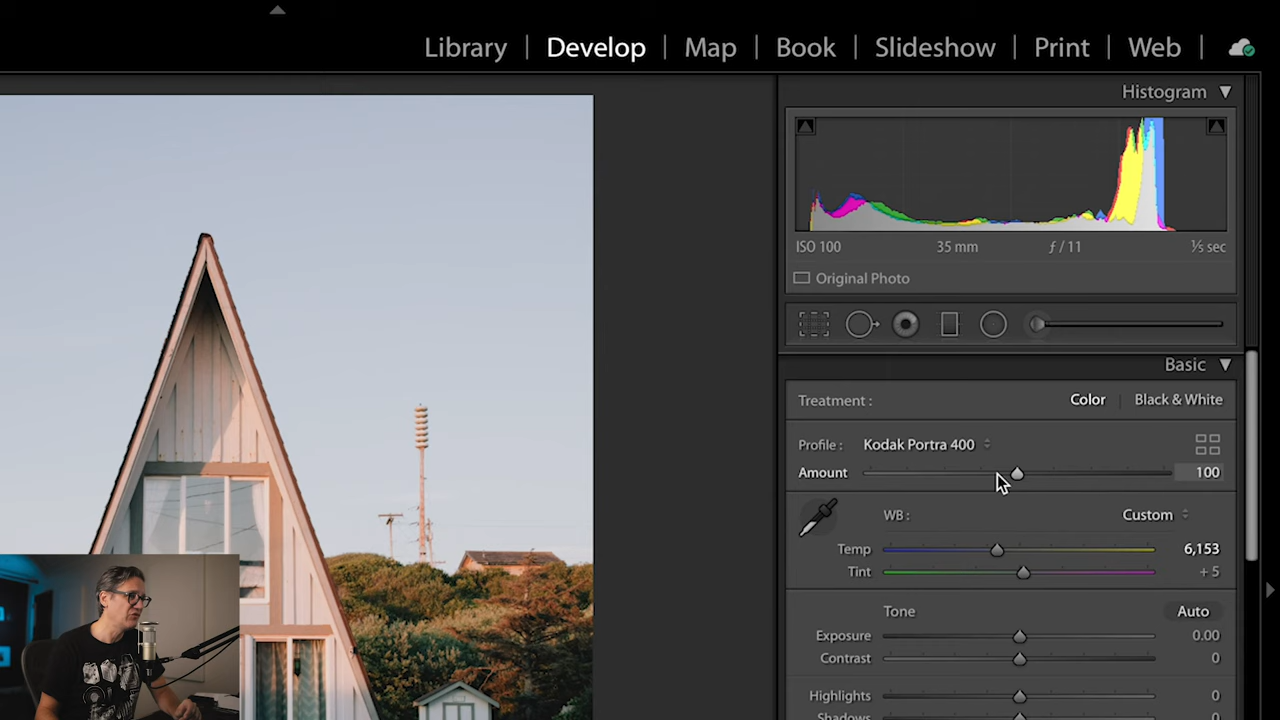 Library | Develop | Map | Book | Slideshow | Print | Web |
Histogram
ISO 100 35 mm ƒ / 11 ⅕ sec
Original Photo
Basic
Treatment : Color | Black & White
Profile : Kodak Portra 400
Amount 100
WB : Custom
Temp 6,153
Tint + 5
Tone Auto
Exposure 0.00
Contrast 0
Highlights 0
Shadows